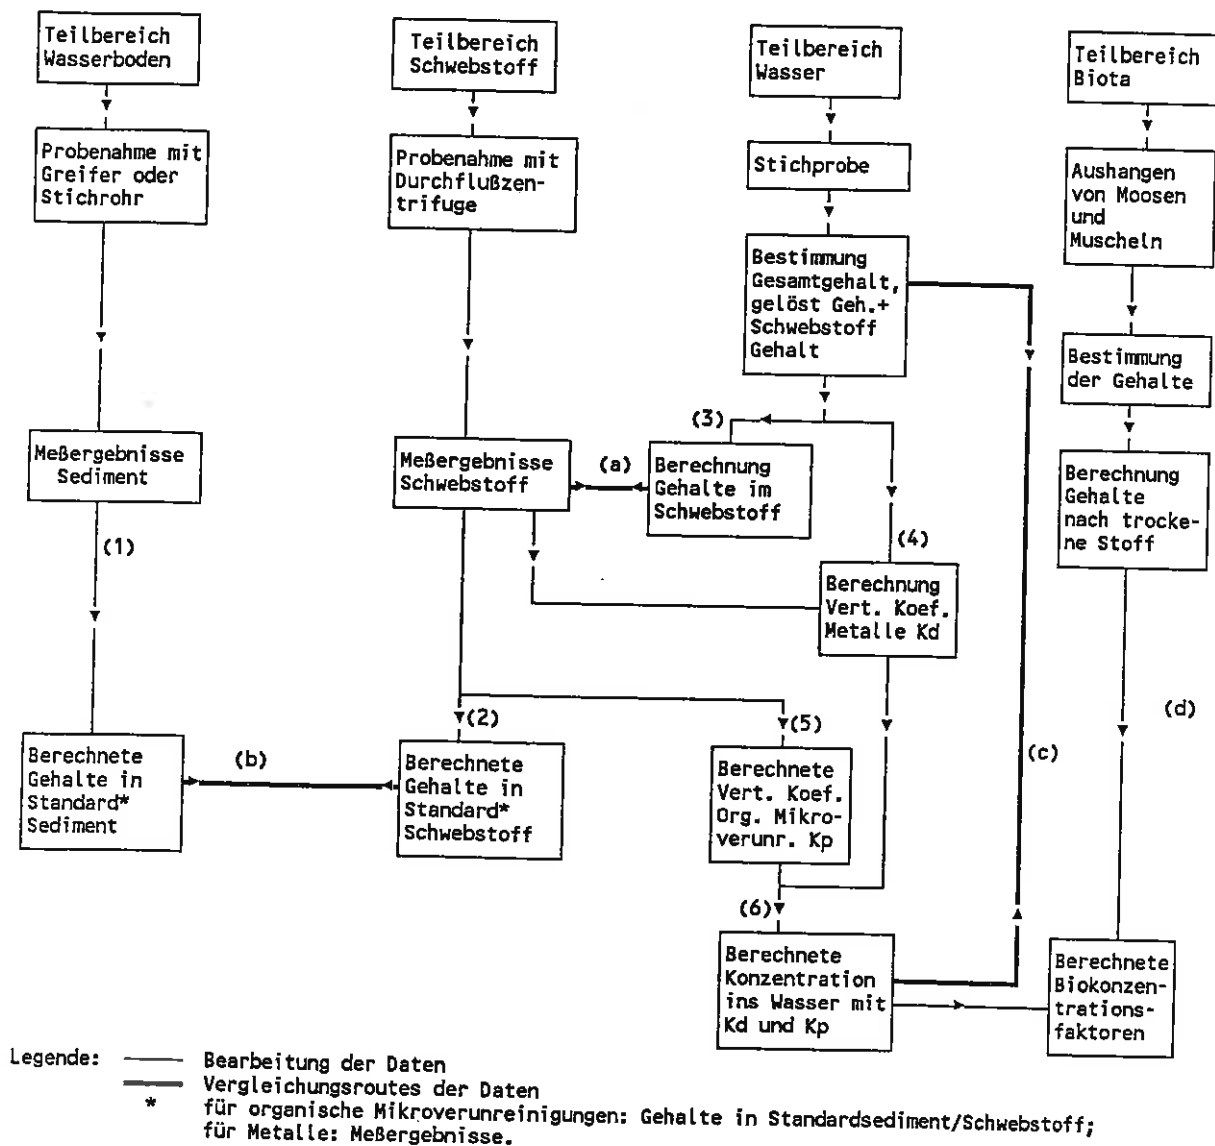 Teilbereich
Wasserboden
Probenahme mit
Greifer oder
Stichrohr
Meßergebnisse
Sediment
(1)
Berechnete
Gehalte in
Standard*
Sediment
(b)
Teilbereich
Schwebstoff
Probenahme mit
Durchflußzen-
trifuge
Meßergebnisse
Schwebstoff
(a)
(2)
Berechnete
Gehalte in
Standard*
Schwebstoff
Teilbereich
Wasser
Stichprobe
Bestimmung
Gesamtgehalt,
gelöst Geh.+
Schwebstoff
Gehalt
(3)
Berechnung
Gehalte im
Schwebstoff
(4)
Berechnung
Vert. Koef.
Metalle Kd
(5)
Berechnete
Vert. Koef.
Org. Mikro-
verunr. Kp
(6)
Berechnete
Konzentration
ins Wasser mit
Kd und Kp
(c)
Teilbereich
Biota
Aushangen
von Moosen
und
Muscheln
Bestimmung
der Gehalte
Berechnung
Gehalte
nach trocke-
ne Stoff
(d)
Berechnete
Biokonzen-
trations-
faktoren
Legende: Bearbeitung der Daten
Vergleichungsroutes der Daten
* für organische Mikroverunreinigungen: Gehalte in Standardsediment/Schwebstoff;
für Metalle: Meßergebnisse.